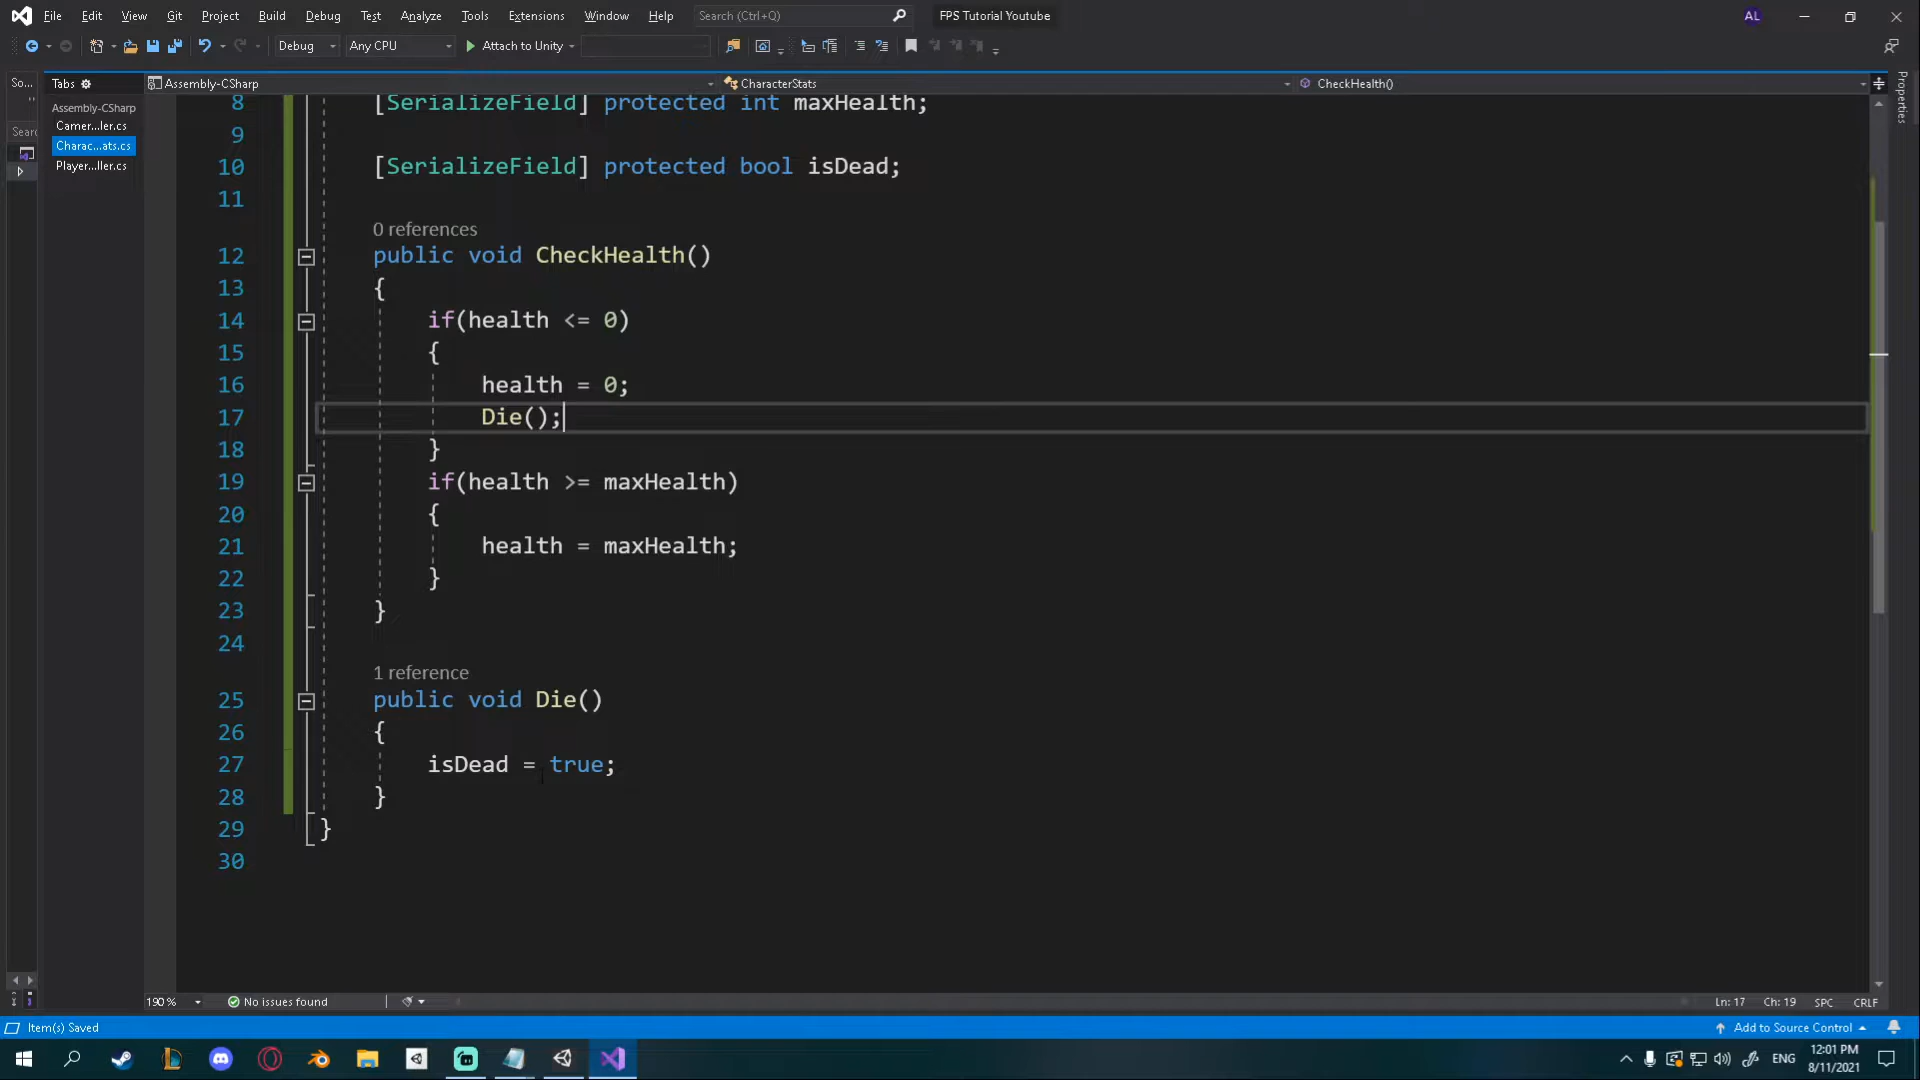 File Edit View Git Project Build Debug Test Analyze Tools Extensions Window Help Search (Ctrl+Q) FPS Tutorial Youtube AL
Debug Any CPU Attach to Unity
So... Tabs Assembly-CSharp CharacterStats CheckHealth() Properties
Assembly-CSharp
Camer...ler.cs
Charac...ats.cs
Player...ller.cs
Sear
8 [SerializeField] protected int maxHealth;
9
10 [SerializeField] protected bool isDead;
11
0 references
12 public void CheckHealth()
13 {
14 if(health <= 0)
15 {
16 health = 0;
17 Die();
18 }
19 if(health >= maxHealth)
20 {
21 health = maxHealth;
22 }
23 }
24
1 reference
25 public void Die()
26 {
27 isDead = true;
28 }
29 }
30
190 % No issues found Ln: 17 Ch: 19 SPC CRLF
Item(s) Saved Add to Source Control
ENG 12:01 PM
8/11/2021